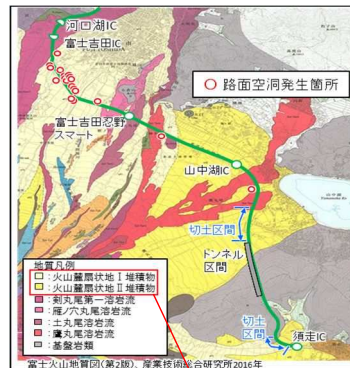 河口湖IC
富士吉田IC
○ 路面空洞発生箇所
富士吉田忍野
スマート
山中湖IC
切土区間
トンネル
区間
切土
区間
須走IC
地質凡例
:火山麓扇状地Ⅰ堆積物
:火山麓扇状地Ⅱ堆積物
:剣丸尾第一溶岩流
:雁ノ穴丸尾溶岩流
:土丸尾溶岩流
:鷹丸尾溶岩流
:基盤岩類
富士火山地質図(第2版)、産業技術総合研究所2016年